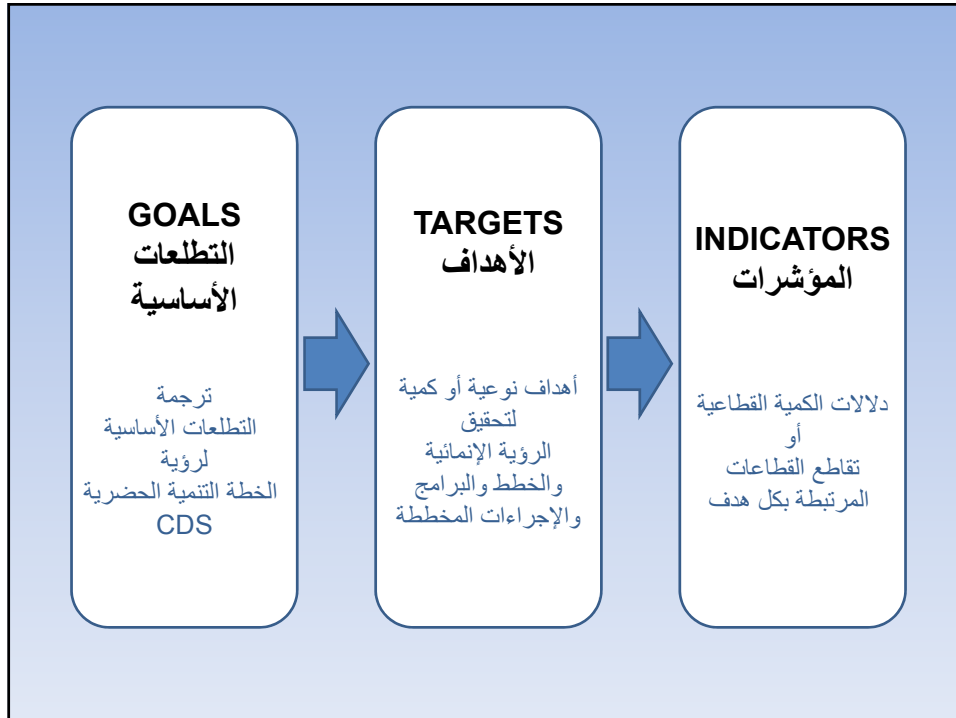 GOALS
التطلعات
الأساسية
ترجمة
التطلعات الأساسية
لرؤية
الخطة التنمية الحضرية
CDS
TARGETS
الأهداف
أهداف نوعية أو كمية
لتحقيق
الرؤية الإنمائية
والخطط والبرامج
والإجراءات المخططة
INDICATORS
المؤشرات
دلالات الكمية القطاعية
أو
تقاطع القطاعات
المرتبطة بكل هدف